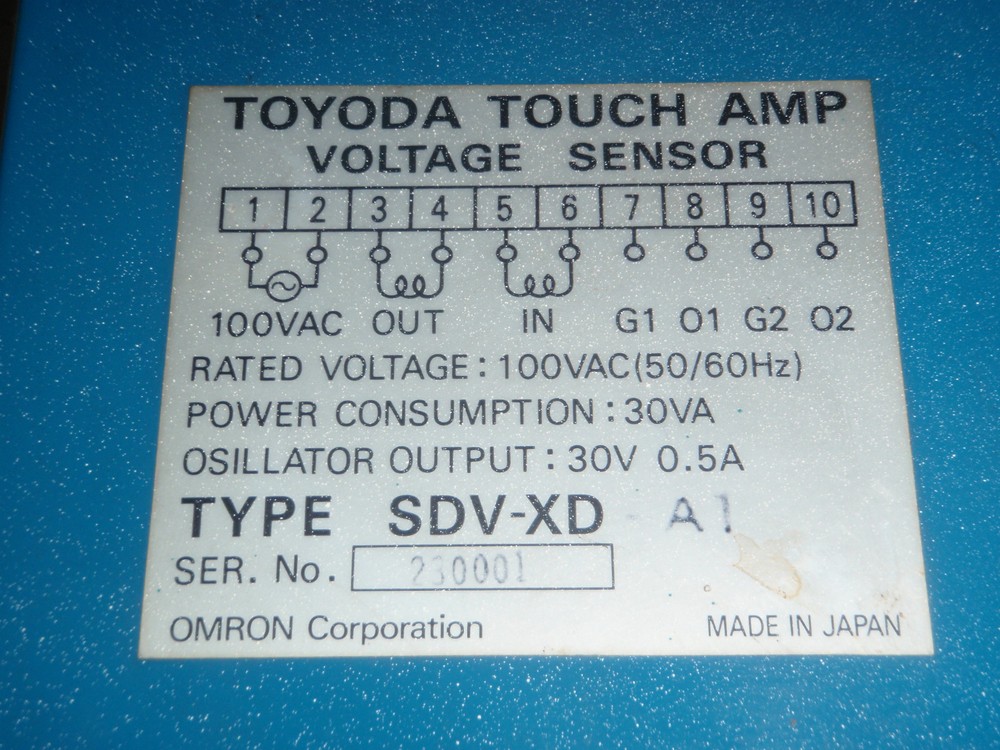 TOYODA TOUCH AMP
VOLTAGE SENSOR
1 2 3 4 5 6 7 8 9 10
100VAC OUT IN G1 O1 G2 O2
RATED VOLTAGE : 100VAC(50/60Hz)
POWER CONSUMPTION : 30VA
OSILLATOR OUTPUT : 30V 0.5A
TYPE SDV-XD A1
SER. No. 230001
OMRON Corporation
MADE IN JAPAN